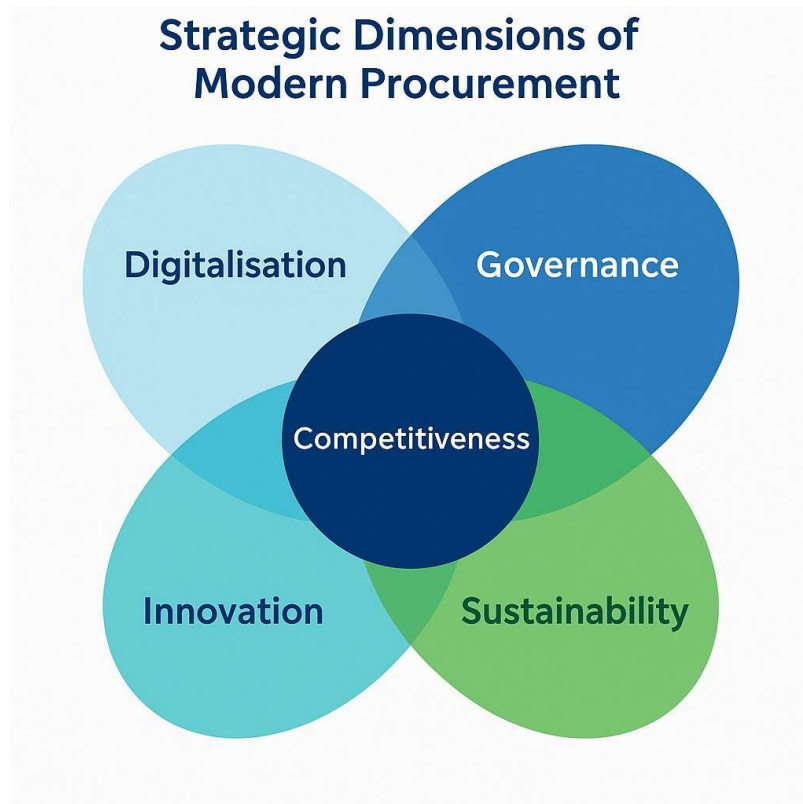 Strategic Dimensions of
Modern Procurement
Digitalisation
Governance
Competitiveness
Innovation
Sustainability